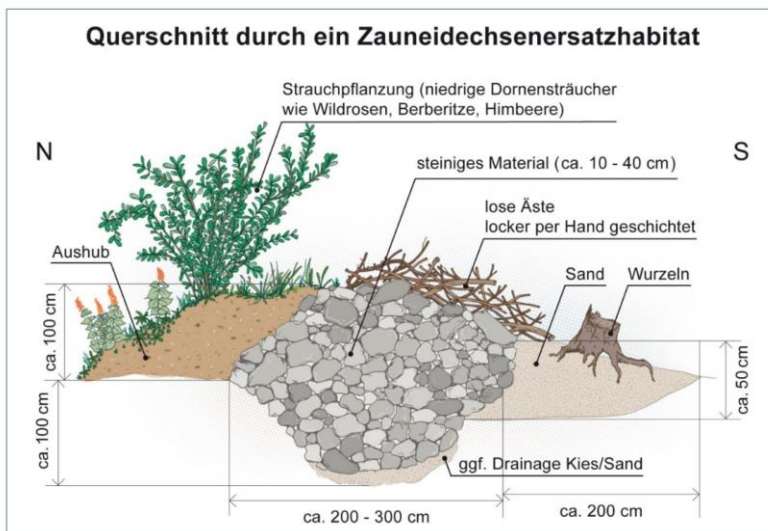 Querschnitt durch ein Zauneidechsenersatzhabitat
Strauchpflanzung (niedrige Dornensträucher
wie Wildrosen, Berberitze, Himbeere)
N
S
steiniges Material (ca. 10 - 40 cm)
lose Äste
locker per Hand geschichtet
Aushub
Sand
Wurzeln
ca. 100 cm
ca. 50 cm
ca. 100 cm
ggf. Drainage Kies/Sand
ca. 200 - 300 cm
ca. 200 cm